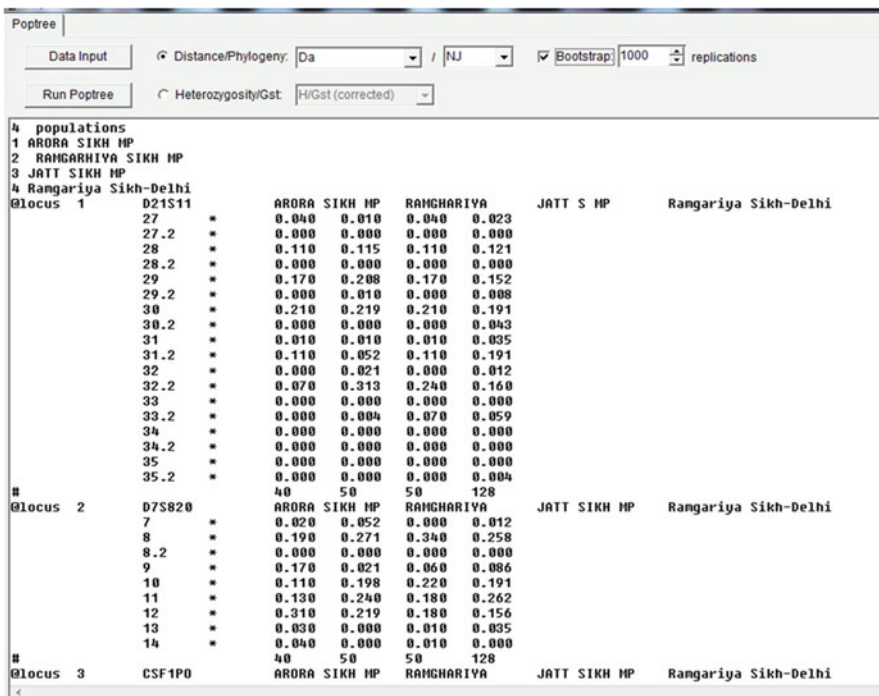 Poptree
Data Input Distance/Phylogeny: Da / NJ Bootstrap: 1000 replications
Run Poptree Heterozygosity/Gst: H/Gst (corrected)
4 populations
1 ARORA SIKH MP
2 RAMGARHIYA SIKH MP
3 JATT SIKH MP
4 Ramgariya Sikh-Delhi
@locus 1 D21S11 ARORA SIKH MP RAMGHARIYA JATT S MP Ramgariya Sikh-Delhi
27 * 0.040 0.010 0.040 0.023
27.2 * 0.000 0.000 0.000 0.000
28 * 0.110 0.115 0.110 0.121
28.2 * 0.000 0.000 0.000 0.000
29 * 0.170 0.208 0.170 0.152
29.2 * 0.000 0.010 0.000 0.008
30 * 0.210 0.219 0.210 0.191
30.2 * 0.000 0.000 0.000 0.043
31 * 0.010 0.010 0.010 0.035
31.2 * 0.110 0.052 0.110 0.191
32 * 0.000 0.021 0.000 0.012
32.2 * 0.070 0.313 0.240 0.160
33 * 0.000 0.000 0.000 0.000
33.2 * 0.000 0.004 0.070 0.059
34 * 0.000 0.000 0.000 0.000
34.2 * 0.000 0.000 0.000 0.000
35 * 0.000 0.000 0.000 0.000
35.2 * 0.000 0.000 0.000 0.004
# 40 50 50 128
@locus 2 D7S820 ARORA SIKH MP RAMGHARIYA JATT SIKH MP Ramgariya Sikh-Delhi
7 * 0.020 0.052 0.000 0.012
8 * 0.190 0.271 0.340 0.258
8.2 * 0.000 0.000 0.000 0.000
9 * 0.170 0.021 0.060 0.086
10 * 0.110 0.198 0.220 0.191
11 * 0.130 0.240 0.180 0.262
12 * 0.310 0.219 0.180 0.156
13 * 0.030 0.000 0.010 0.035
14 * 0.040 0.000 0.010 0.000
# 40 50 50 128
@locus 3 CSF1PO ARORA SIKH MP RAMGHARIYA JATT SIKH MP Ramgariya Sikh-Delhi